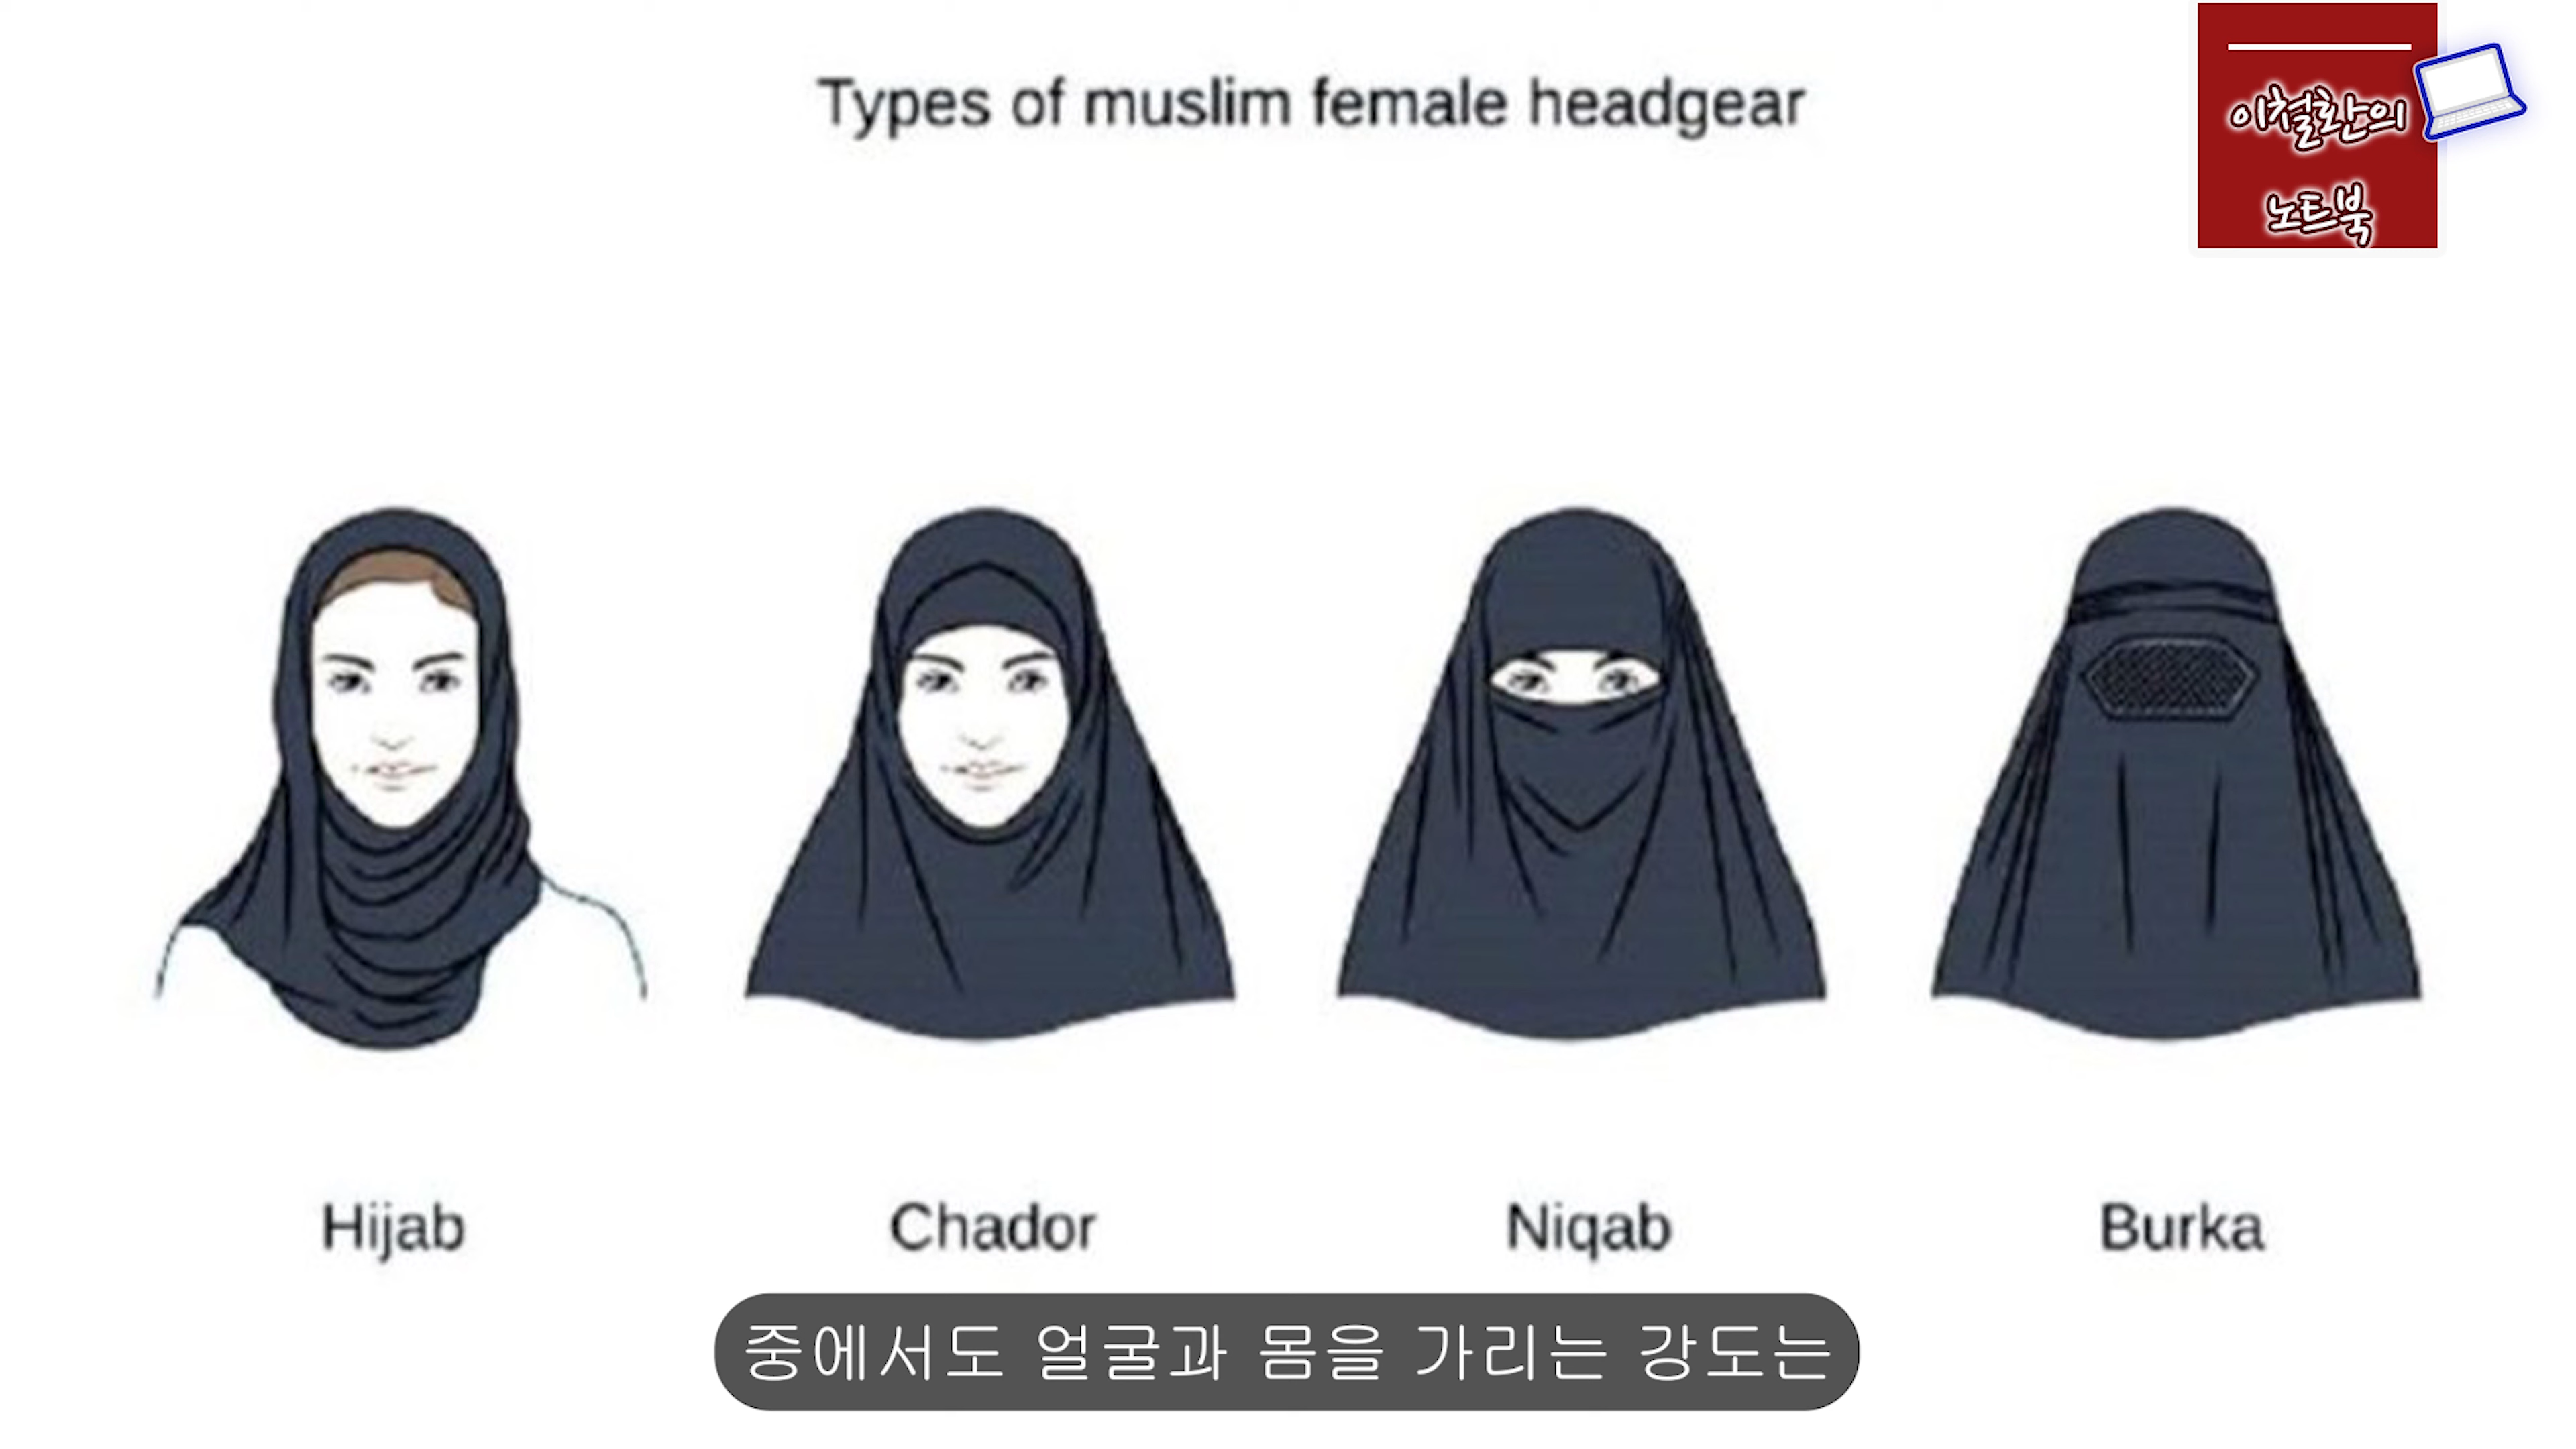 Types of muslim female headgear
이철환의
노트북
Hijab
Chador
Niqab
Burka
중에서도 얼굴과 몸을 가리는 강도는